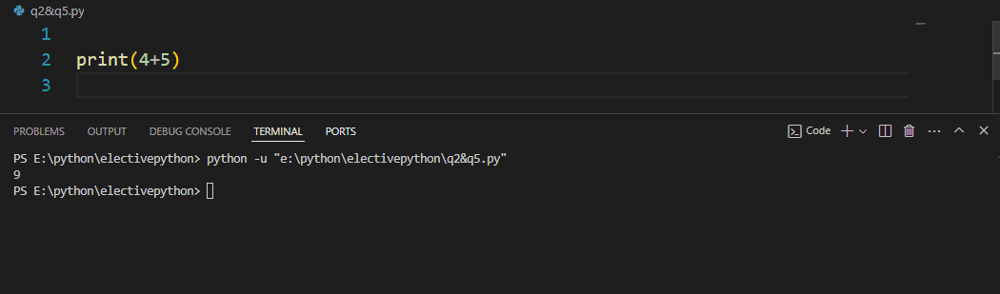 q2&q5.py
1
2 print(4+5)
3
PROBLEMS OUTPUT DEBUG CONSOLE TERMINAL PORTS Code
PS E:\python\electivepython> python -u "e:\python\electivepython\q2&q5.py"
9
PS E:\python\electivepython>